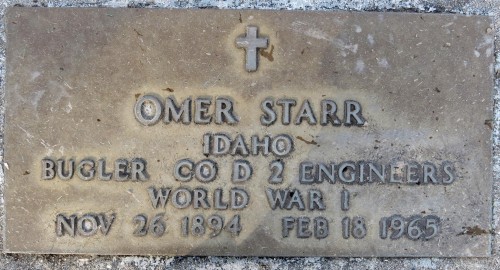 OMER STARR
IDAHO
BUGLER CO D 2 ENGINEERS
WORLD WAR I
NOV 26 1894 FEB 18 1965